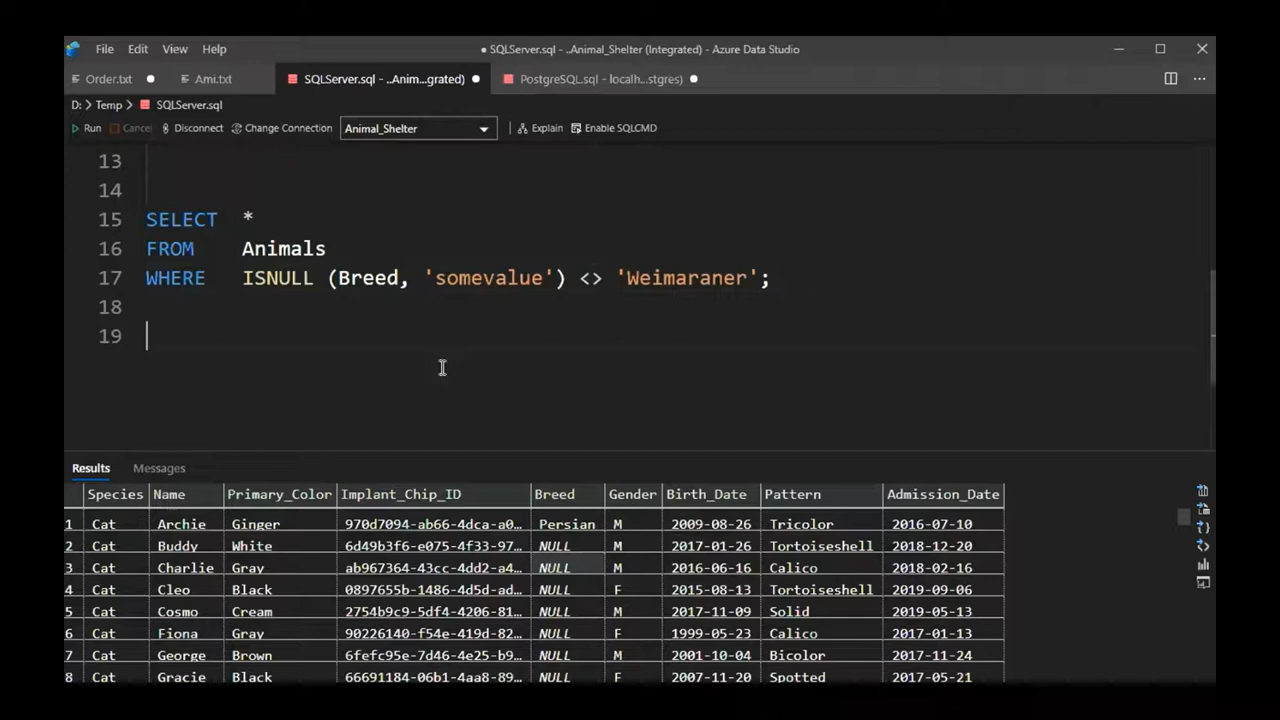 File Edit View Help
● SQLServer.sql - ..Animal_Shelter (Integrated) - Azure Data Studio
Order.txt
Ami.txt
SQLServer.sql - ..Anim...grated)
PostgreSQL.sql - localh...stgres)
D: > Temp > SQLServer.sql
Run Cancel Disconnect Change Connection Animal_Shelter Explain Enable SQLCMD
13
14
15 SELECT *
16 FROM Animals
17 WHERE ISNULL (Breed, 'somevalue') <> 'Weimaraner';
18
19
Results Messages
Species Name Primary_Color Implant_Chip_ID Breed Gender Birth_Date Pattern Admission_Date
1 Cat Archie Ginger 970d7094-ab66-4dca-a0… Persian M 2009-08-26 Tricolor 2016-07-10
2 Cat Buddy White 6d49b3f6-e075-4f33-97… NULL M 2017-01-26 Tortoiseshell 2018-12-20
3 Cat Charlie Gray ab967364-43cc-4dd2-a4… NULL M 2016-06-16 Calico 2018-02-16
4 Cat Cleo Black 0897655b-1486-4d5d-ad… NULL F 2015-08-13 Tortoiseshell 2019-09-06
5 Cat Cosmo Cream 2754b9c9-5df4-4206-81… NULL M 2017-11-09 Solid 2019-05-13
6 Cat Fiona Gray 90226140-f54e-419d-82… NULL F 1999-05-23 Calico 2017-01-13
7 Cat George Brown 6fefc95e-7d46-4e25-b9… NULL M 2001-10-04 Bicolor 2017-11-24
8 Cat Gracie Black 66691184-06b1-4aa8-89… NULL F 2007-11-20 Spotted 2017-05-21